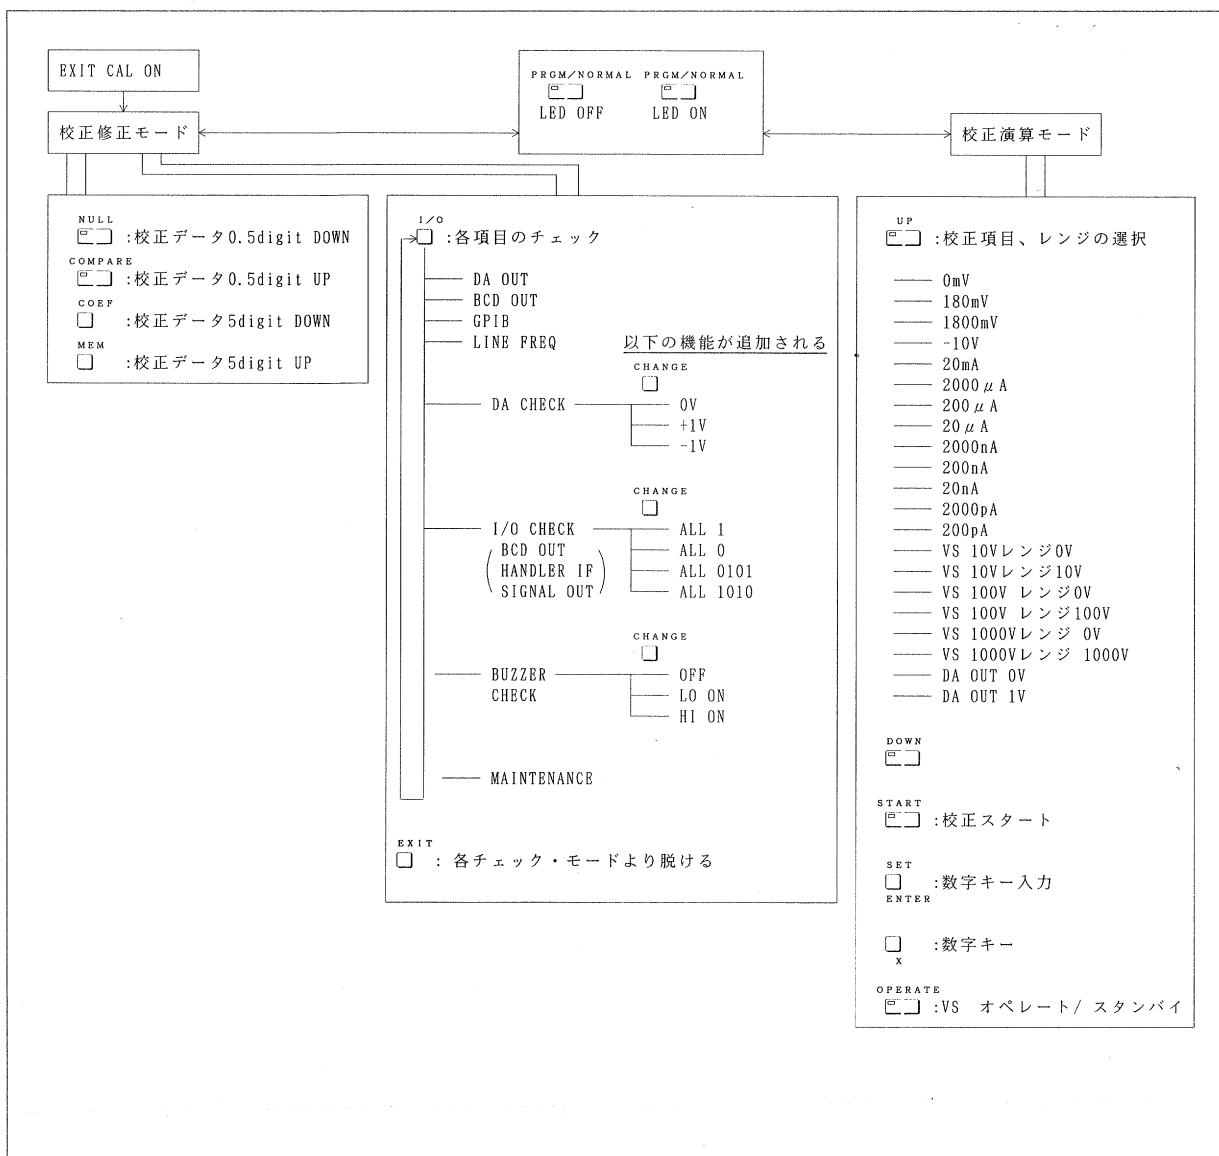 EXIT CAL ON
PRGM/NORMAL PRGM/NORMAL
LED OFF LED ON
校正修正モード
校正演算モード
NULL
:校正データ0.5digit DOWN
COMPARE
:校正データ0.5digit UP
COEF
:校正データ5digit DOWN
MEM
:校正データ5digit UP
I/O
:各項目のチェック
DA OUT
BCD OUT
GPIB
LINE FREQ
以下の機能が追加される
CHANGE
DA CHECK
0V
+1V
-1V
CHANGE
I/O CHECK
BCD OUT
HANDLER IF
SIGNAL OUT
ALL 1
ALL 0
ALL 0101
ALL 1010
CHANGE
BUZZER
CHECK
OFF
LO ON
HI ON
MAINTENANCE
EXIT
: 各チェック・モードより脱ける
UP
:校正項目、レンジの選択
0mV
180mV
1800mV
-10V
20mA
2000μA
200μA
20μA
2000nA
200nA
20nA
2000pA
200pA
VS 10Vレンジ0V
VS 10Vレンジ10V
VS 100V レンジ0V
VS 100V レンジ100V
VS 1000Vレンジ 0V
VS 1000Vレンジ 1000V
DA OUT 0V
DA OUT 1V
DOWN
START
:校正スタート
SET
:数字キー入力
ENTER
:数字キー
X
OPERATE
:VS オペレート/ スタンバイ